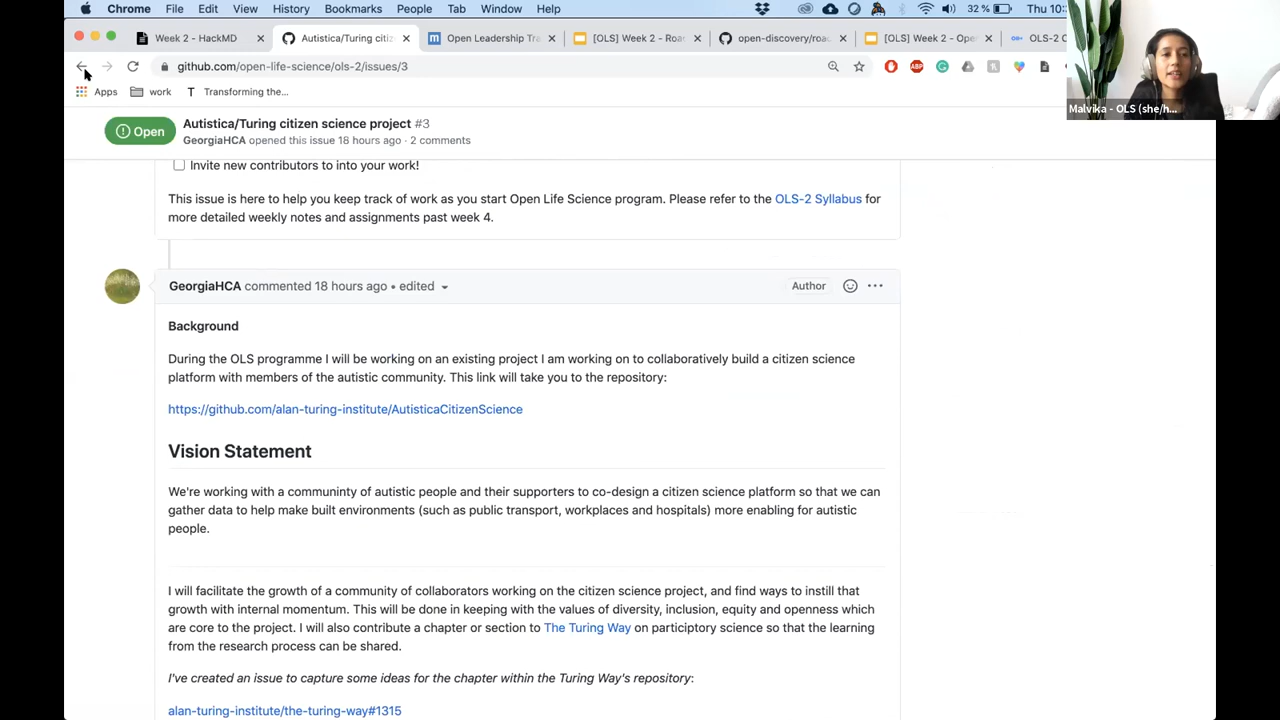 Chrome File Edit View History Bookmarks People Tab Window Help 32 % Thu 10:
Week 2 - HackMD Autistica/Turing citiz Open Leadership Tra [OLS] Week 2 - Roa open-discovery/road [OLS] Week 2 - Ope OLS-2 C
github.com/open-life-science/ols-2/issues/3
Apps work Transforming the...
Malvika - OLS (she/h...
Open Autistica/Turing citizen science project #3
GeorgiaHCA opened this issue 18 hours ago · 2 comments
Invite new contributors to into your work!
This issue is here to help you keep track of work as you start Open Life Science program. Please refer to the OLS-2 Syllabus for
more detailed weekly notes and assignments past week 4.
GeorgiaHCA commented 18 hours ago • edited Author
Background
During the OLS programme I will be working on an existing project I am working on to collaboratively build a citizen science
platform with members of the autistic community. This link will take you to the repository:
https://github.com/alan-turing-institute/AutisticaCitizenScience
Vision Statement
We're working with a communinty of autistic people and their supporters to co-design a citizen science platform so that we can
gather data to help make built environments (such as public transport, workplaces and hospitals) more enabling for autistic
people.
I will facilitate the growth of a community of collaborators working on the citizen science project, and find ways to instill that
growth with internal momentum. This will be done in keeping with the values of diversity, inclusion, equity and openness which
are core to the project. I will also contribute a chapter or section to The Turing Way on participtory science so that the learning
from the research process can be shared.
I've created an issue to capture some ideas for the chapter within the Turing Way's repository:
alan-turing-institute/the-turing-way#1315